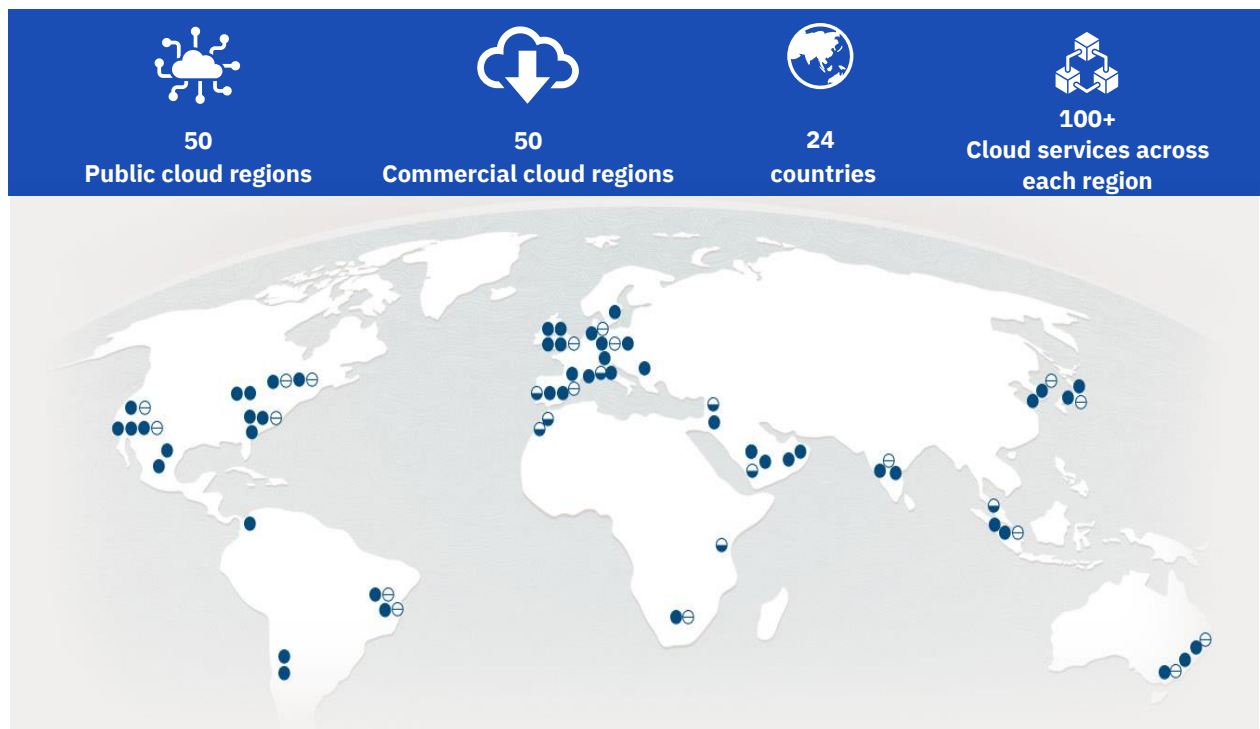 50
Public cloud regions
50
Commercial cloud regions
24
countries
100+
Cloud services across
each region